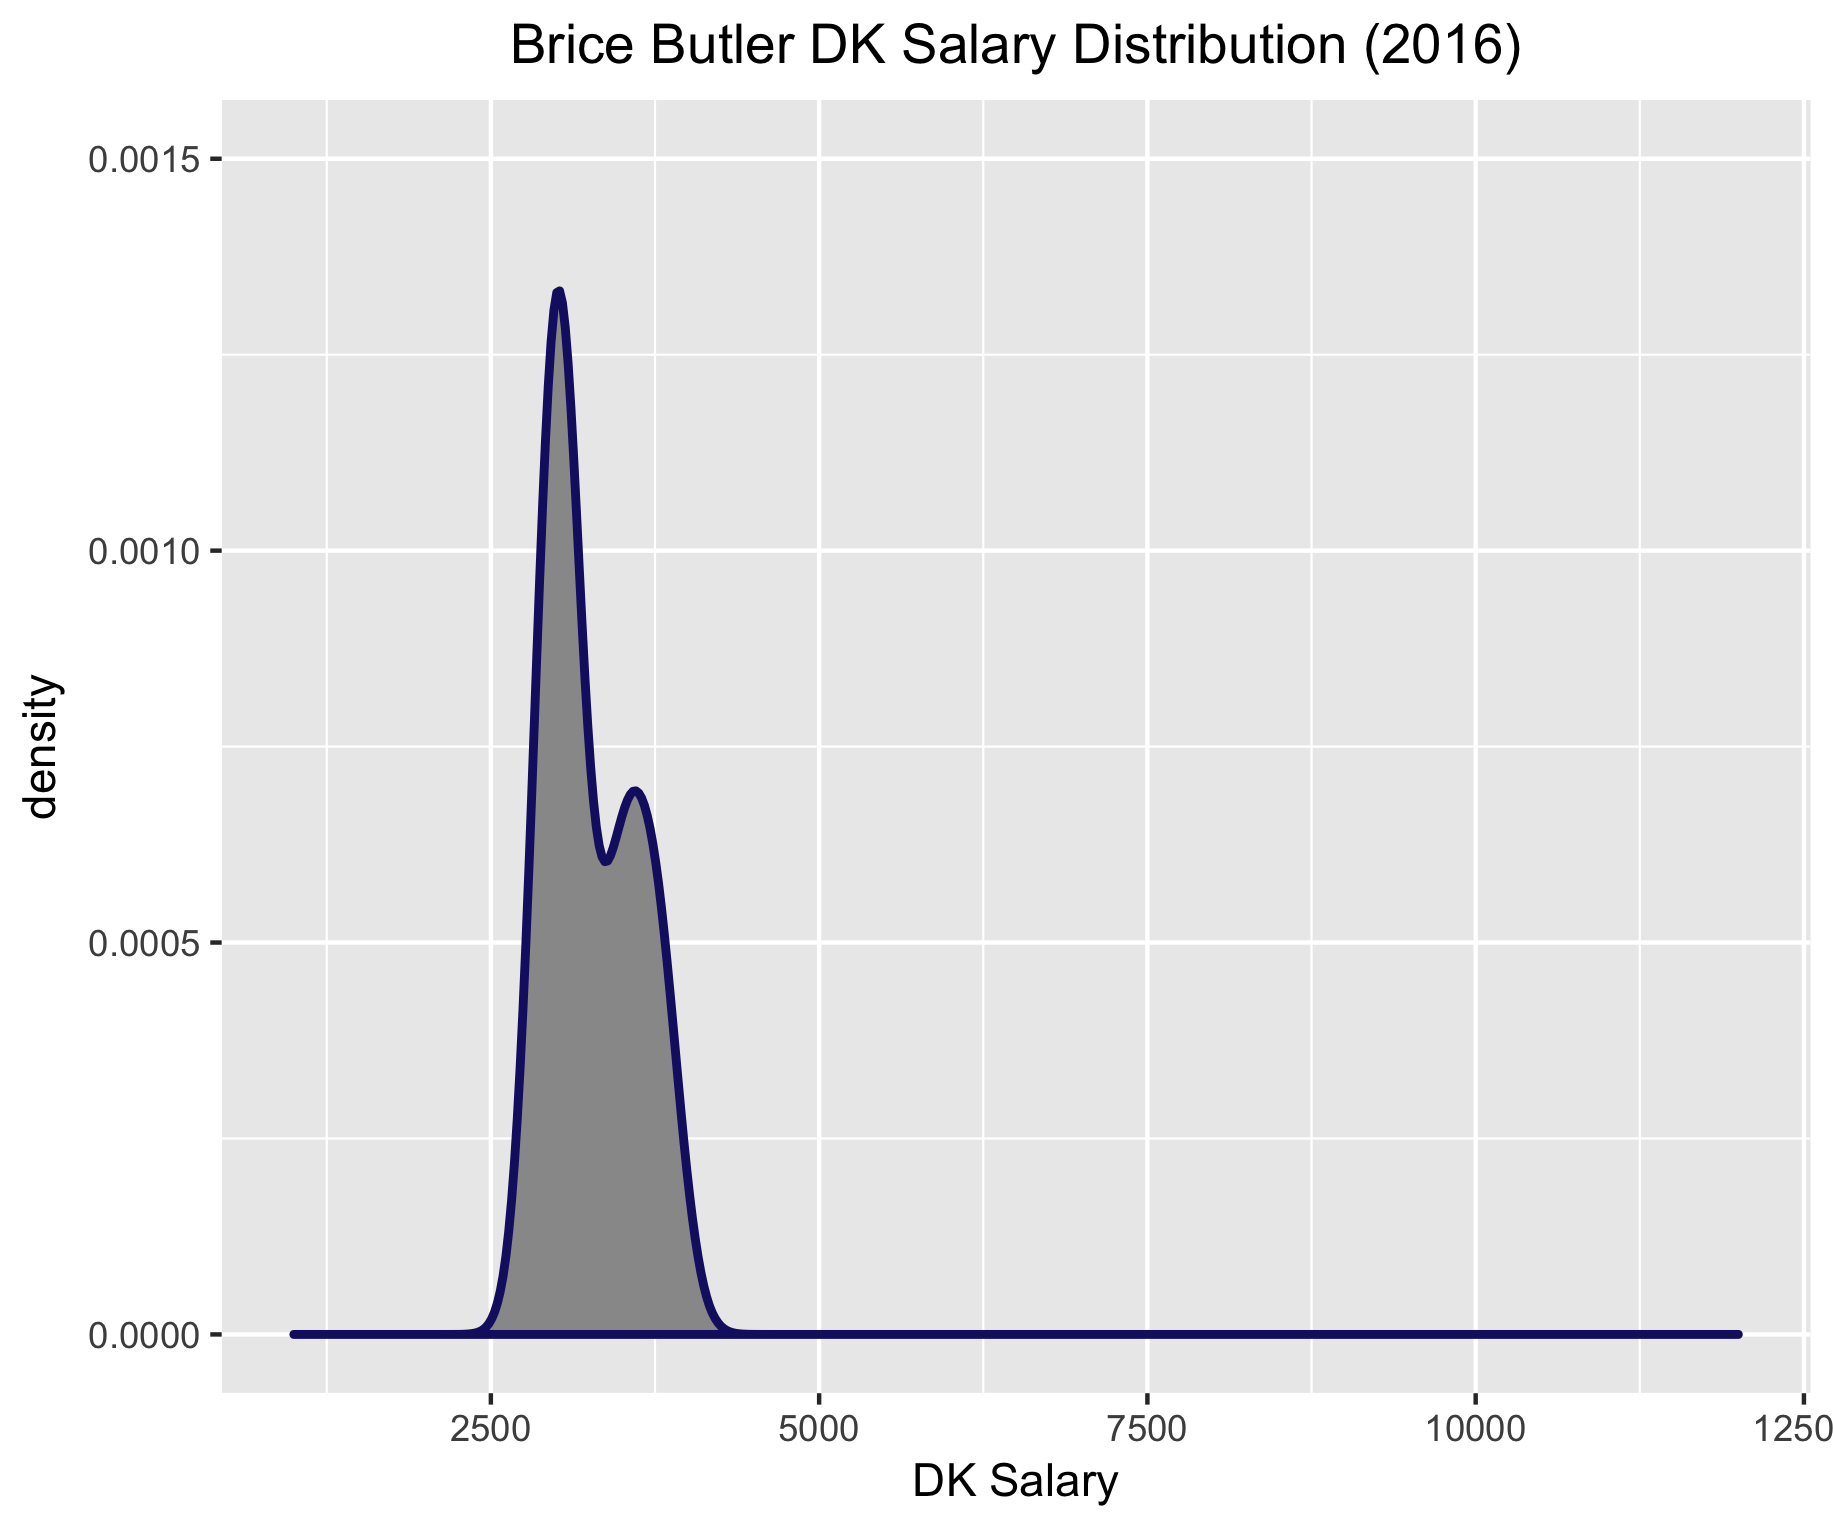 Brice Butler DK Salary Distribution (2016)
0.0015
0.0010
0.0005
0.0000
density
2500 5000 7500 10000 1250
DK Salary